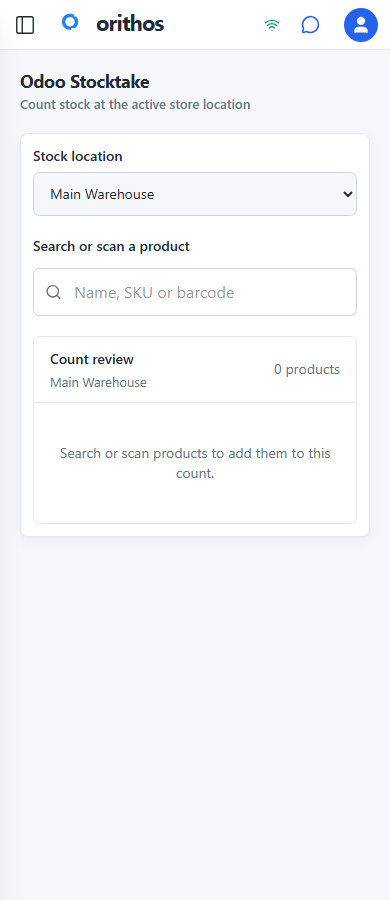 orithos
Odoo Stocktake
Count stock at the active store location
Stock location
Main Warehouse
Search or scan a product
Name, SKU or barcode
Count review
Main Warehouse
0 products
Search or scan products to add them to this
count.